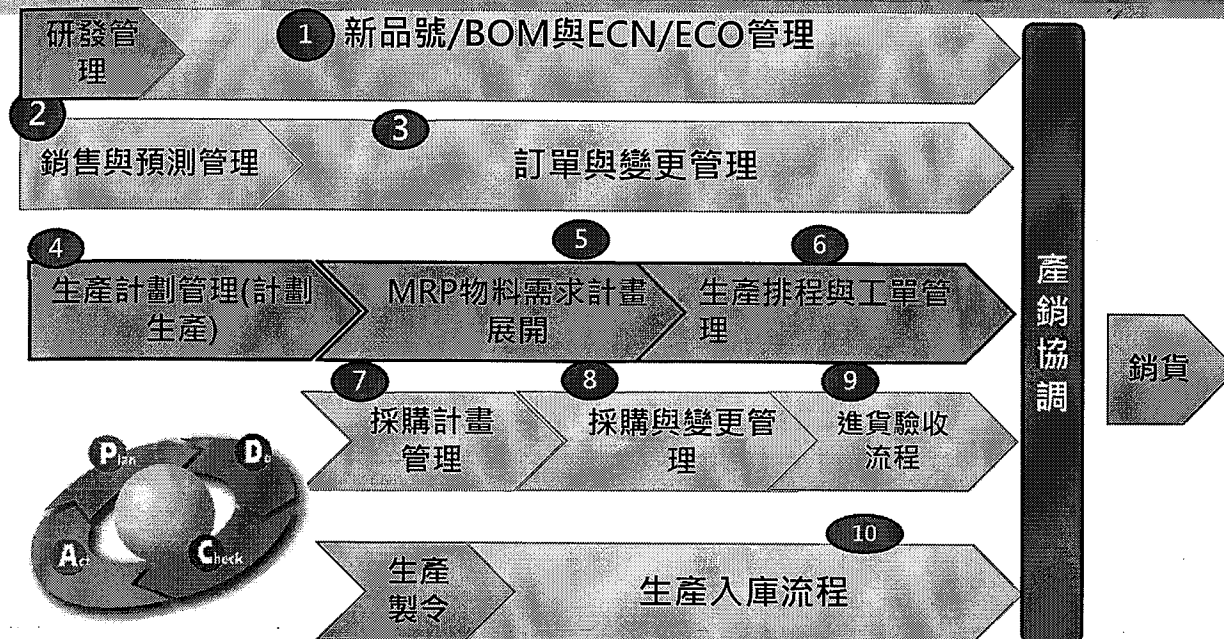 研發管
理
1 新品號/BOM與ECN/ECO管理
2
銷售與預測管理
3
訂單與變更管理
4
生產計劃管理(計劃
生產)
5
MRP物料需求計畫
展開
6
生產排程與工單管
理
7
採購計畫
管理
8
採購與變更管
理
9
進貨驗收
流程
Plan
Do
Act
Check
生產
製令
10
生產入庫流程
產
銷
協
調
銷貨